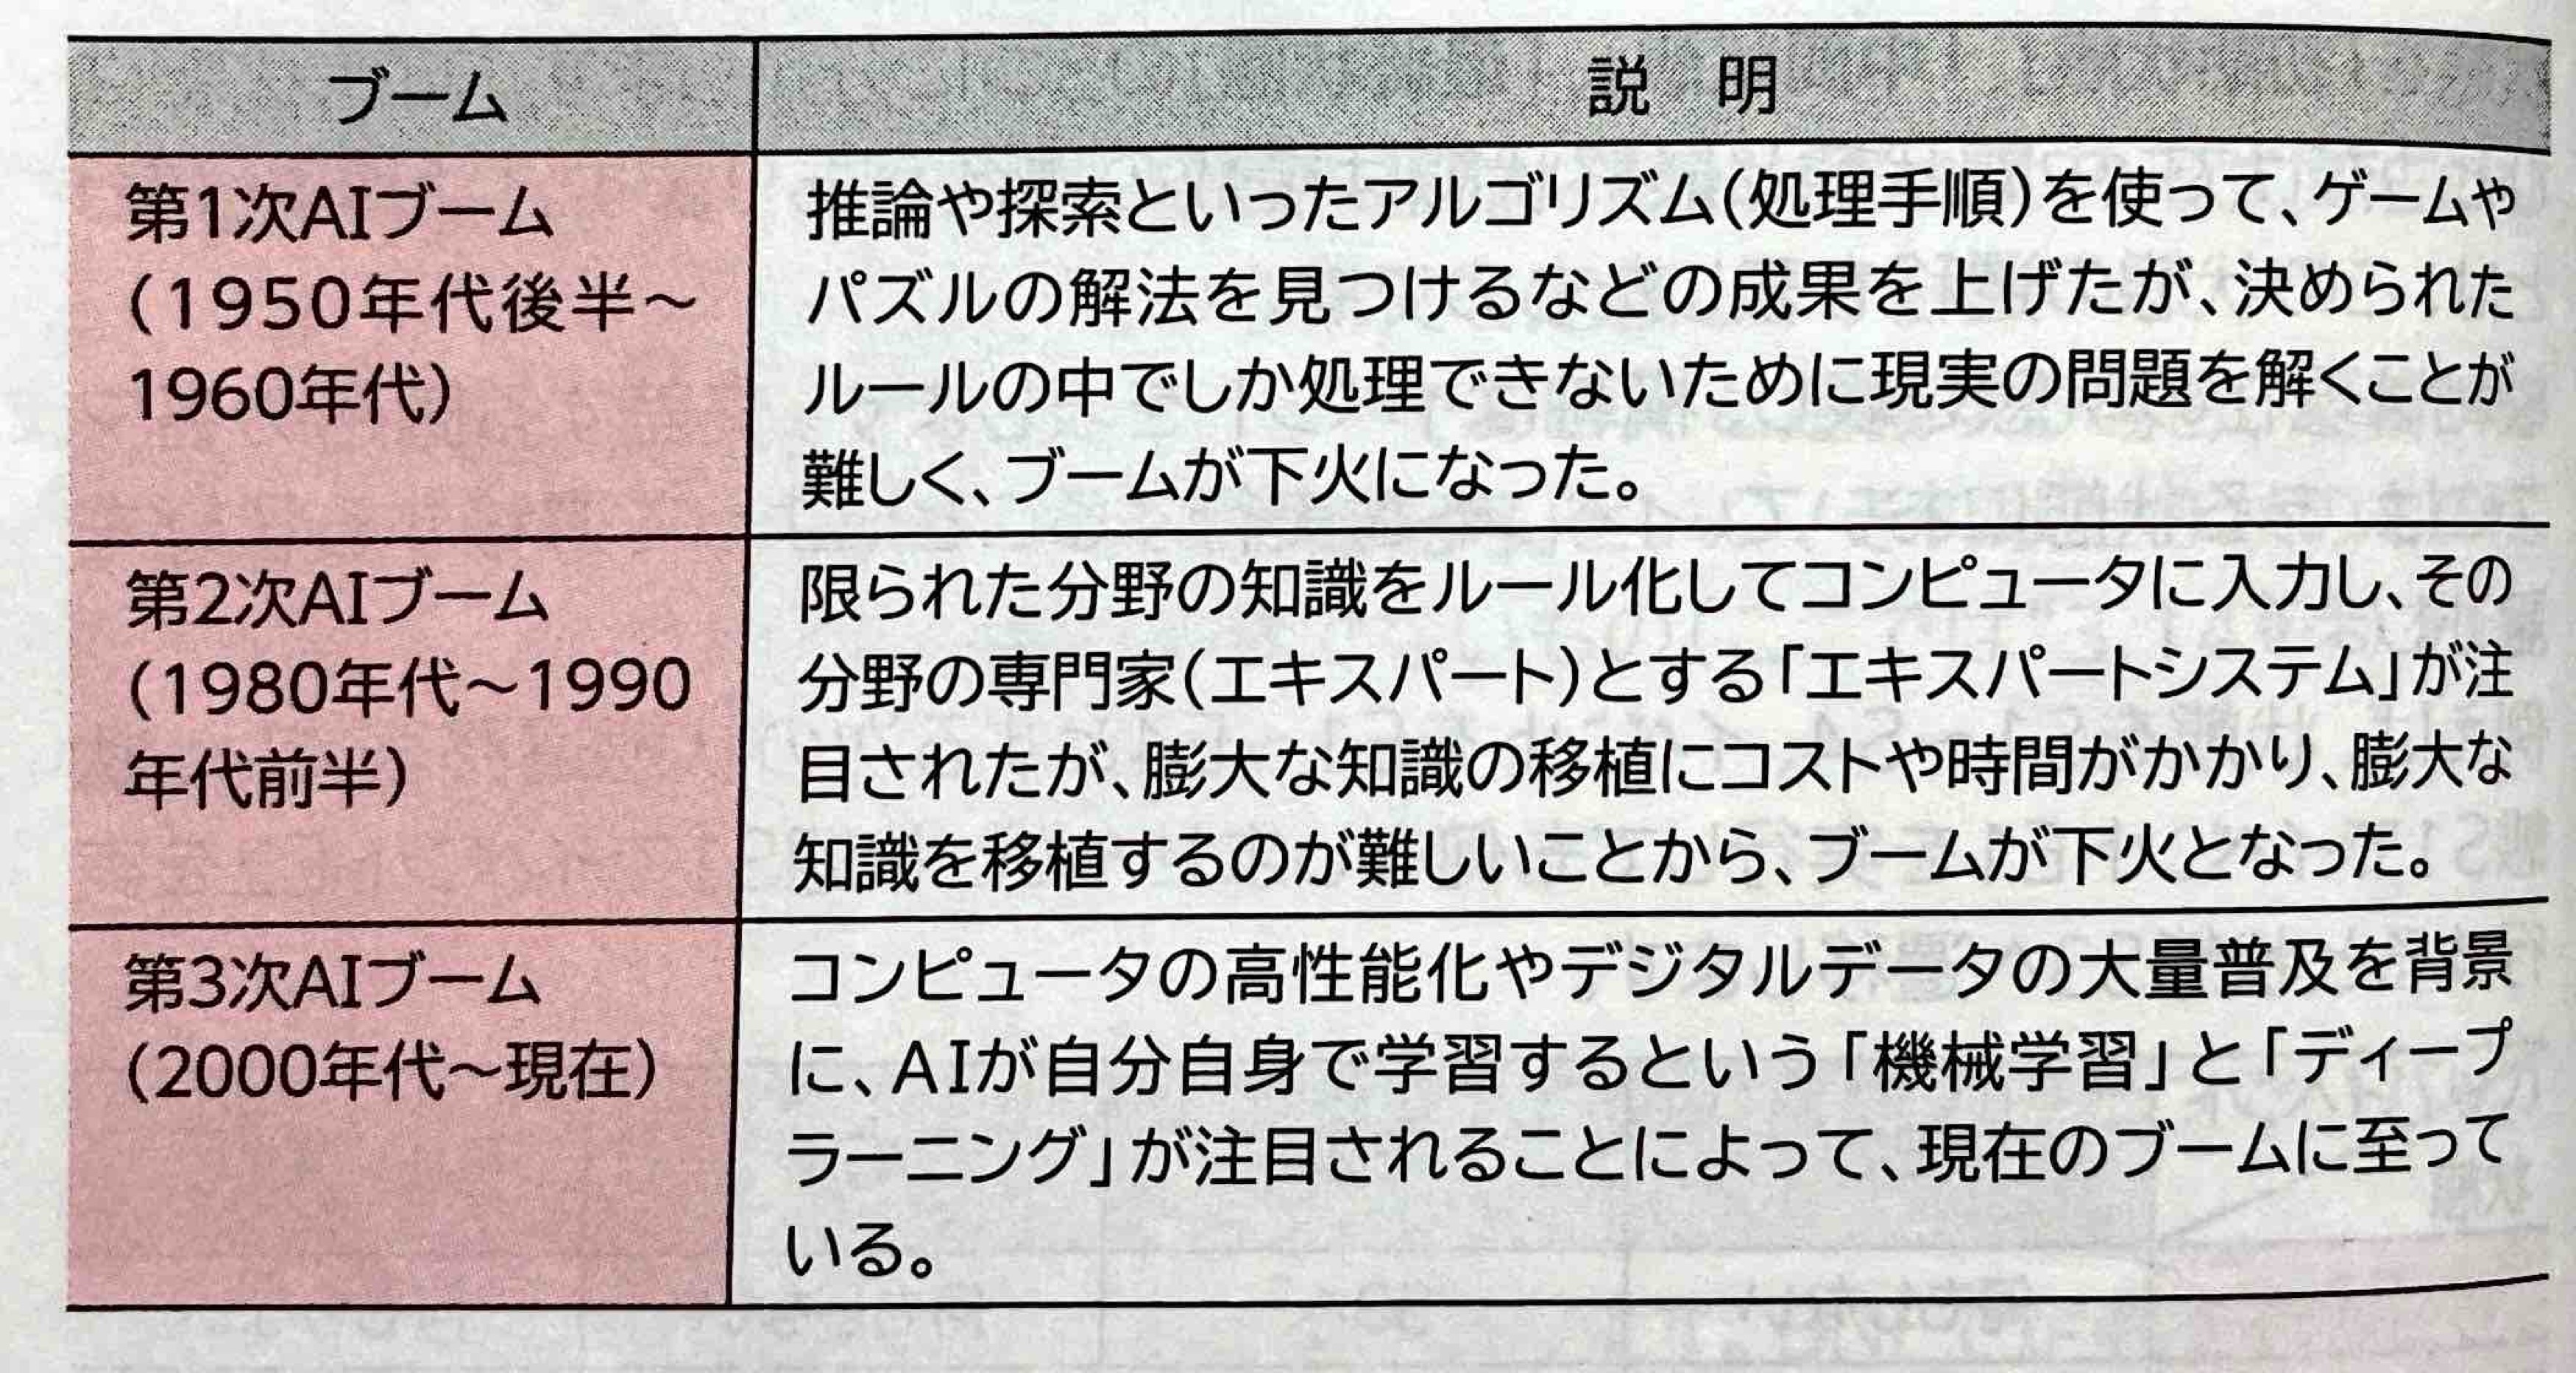 ブーム
説 明
第1次AIブーム
(1950年代後半～
1960年代)
推論や探索といったアルゴリズム(処理手順)を使って、ゲームや
パズルの解法を見つけるなどの成果を上げたが、決められた
ルールの中でしか処理できないために現実の問題を解くことが
難しく、ブームが下火になった。
第2次AIブーム
(1980年代～1990
年代前半)
限られた分野の知識をルール化してコンピュータに入力し、その
分野の専門家(エキスパート)とする「エキスパートシステム」が注
目されたが、膨大な知識の移植にコストや時間がかかり、膨大な
知識を移植するのが難しいことから、ブームが下火となった。
第3次AIブーム
(2000年代～現在)
コンピュータの高性能化やデジタルデータの大量普及を背景
に、AIが自分自身で学習するという「機械学習」と「ディープ
ラーニング」が注目されることによって、現在のブームに至って
いる。